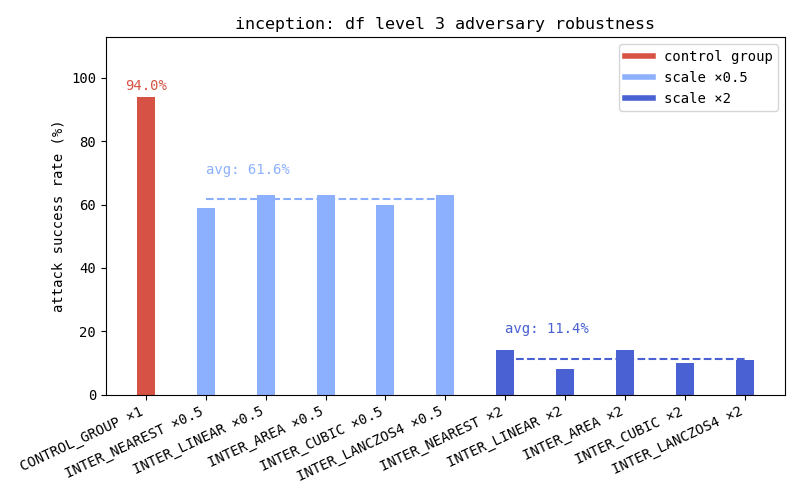 inception: df level 3 adversary robustness
control group
scale ×0.5
scale ×2
attack success rate (%)
100
80
60
40
20
0
94.0%
avg: 61.6%
avg: 11.4%
CONTROL_GROUP ×1
INTER_NEAREST ×0.5
INTER_LINEAR ×0.5
INTER_AREA ×0.5
INTER_CUBIC ×0.5
INTER_LANCZOS4 ×0.5
INTER_NEAREST ×2
INTER_LINEAR ×2
INTER_AREA ×2
INTER_CUBIC ×2
INTER_LANCZOS4 ×2